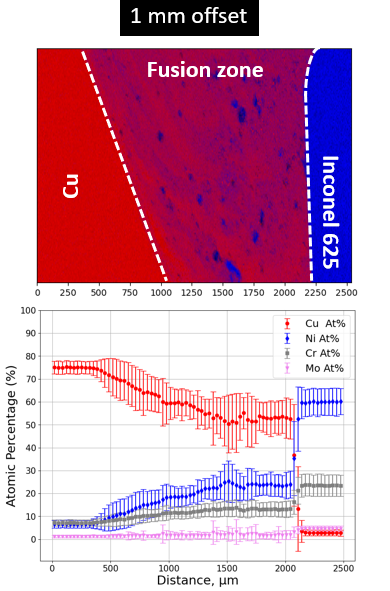 1 mm offset
Fusion zone
Cu
Inconel 625
0 250 500 750 1000 1250 1500 1750 2000 2250 2500
100
90
80
70
60
50
40
30
20
10
0
Atomic Percentage (%)
Cu At%
Ni At%
Cr At%
Mo At%
0 500 1000 1500 2000 2500
Distance, μm